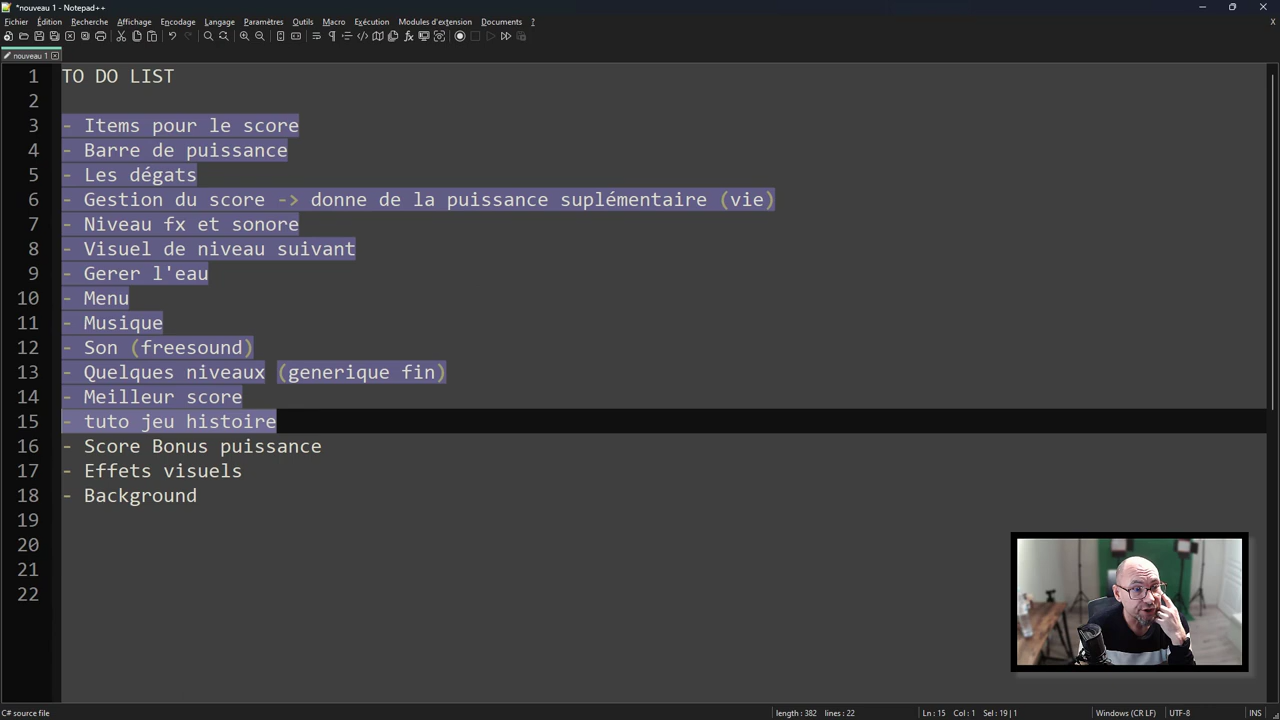 *nouveau 1 - Notepad++
Fichier Édition Recherche Affichage Encodage Langage Paramètres Outils Macro Exécution Modules d'extension Documents ?
nouveau 1
1 TO DO LIST
2
3 - Items pour le score
4 - Barre de puissance
5 - Les dégats
6 - Gestion du score -> donne de la puissance suplémentaire (vie)
7 - Niveau fx et sonore
8 - Visuel de niveau suivant
9 - Gerer l'eau
10 - Menu
11 - Musique
12 - Son (freesound)
13 - Quelques niveaux (generique fin)
14 - Meilleur score
15 - tuto jeu histoire
16 - Score Bonus puissance
17 - Effets visuels
18 - Background
19
20
21
22
C# source file length : 382 lines : 22 Ln : 15 Col : 1 Sel : 19 | 1 Windows (CR LF) UTF-8 INS